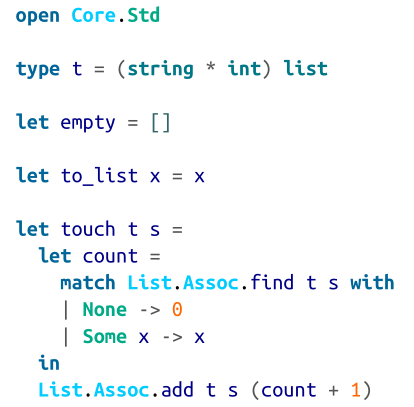 open Core.Std
type t = (string * int) list
let empty = []
let to_list x = x
let touch t s =
  let count =
    match List.Assoc.find t s with
    | None -> 0
    | Some x -> x
  in
  List.Assoc.add t s (count + 1)